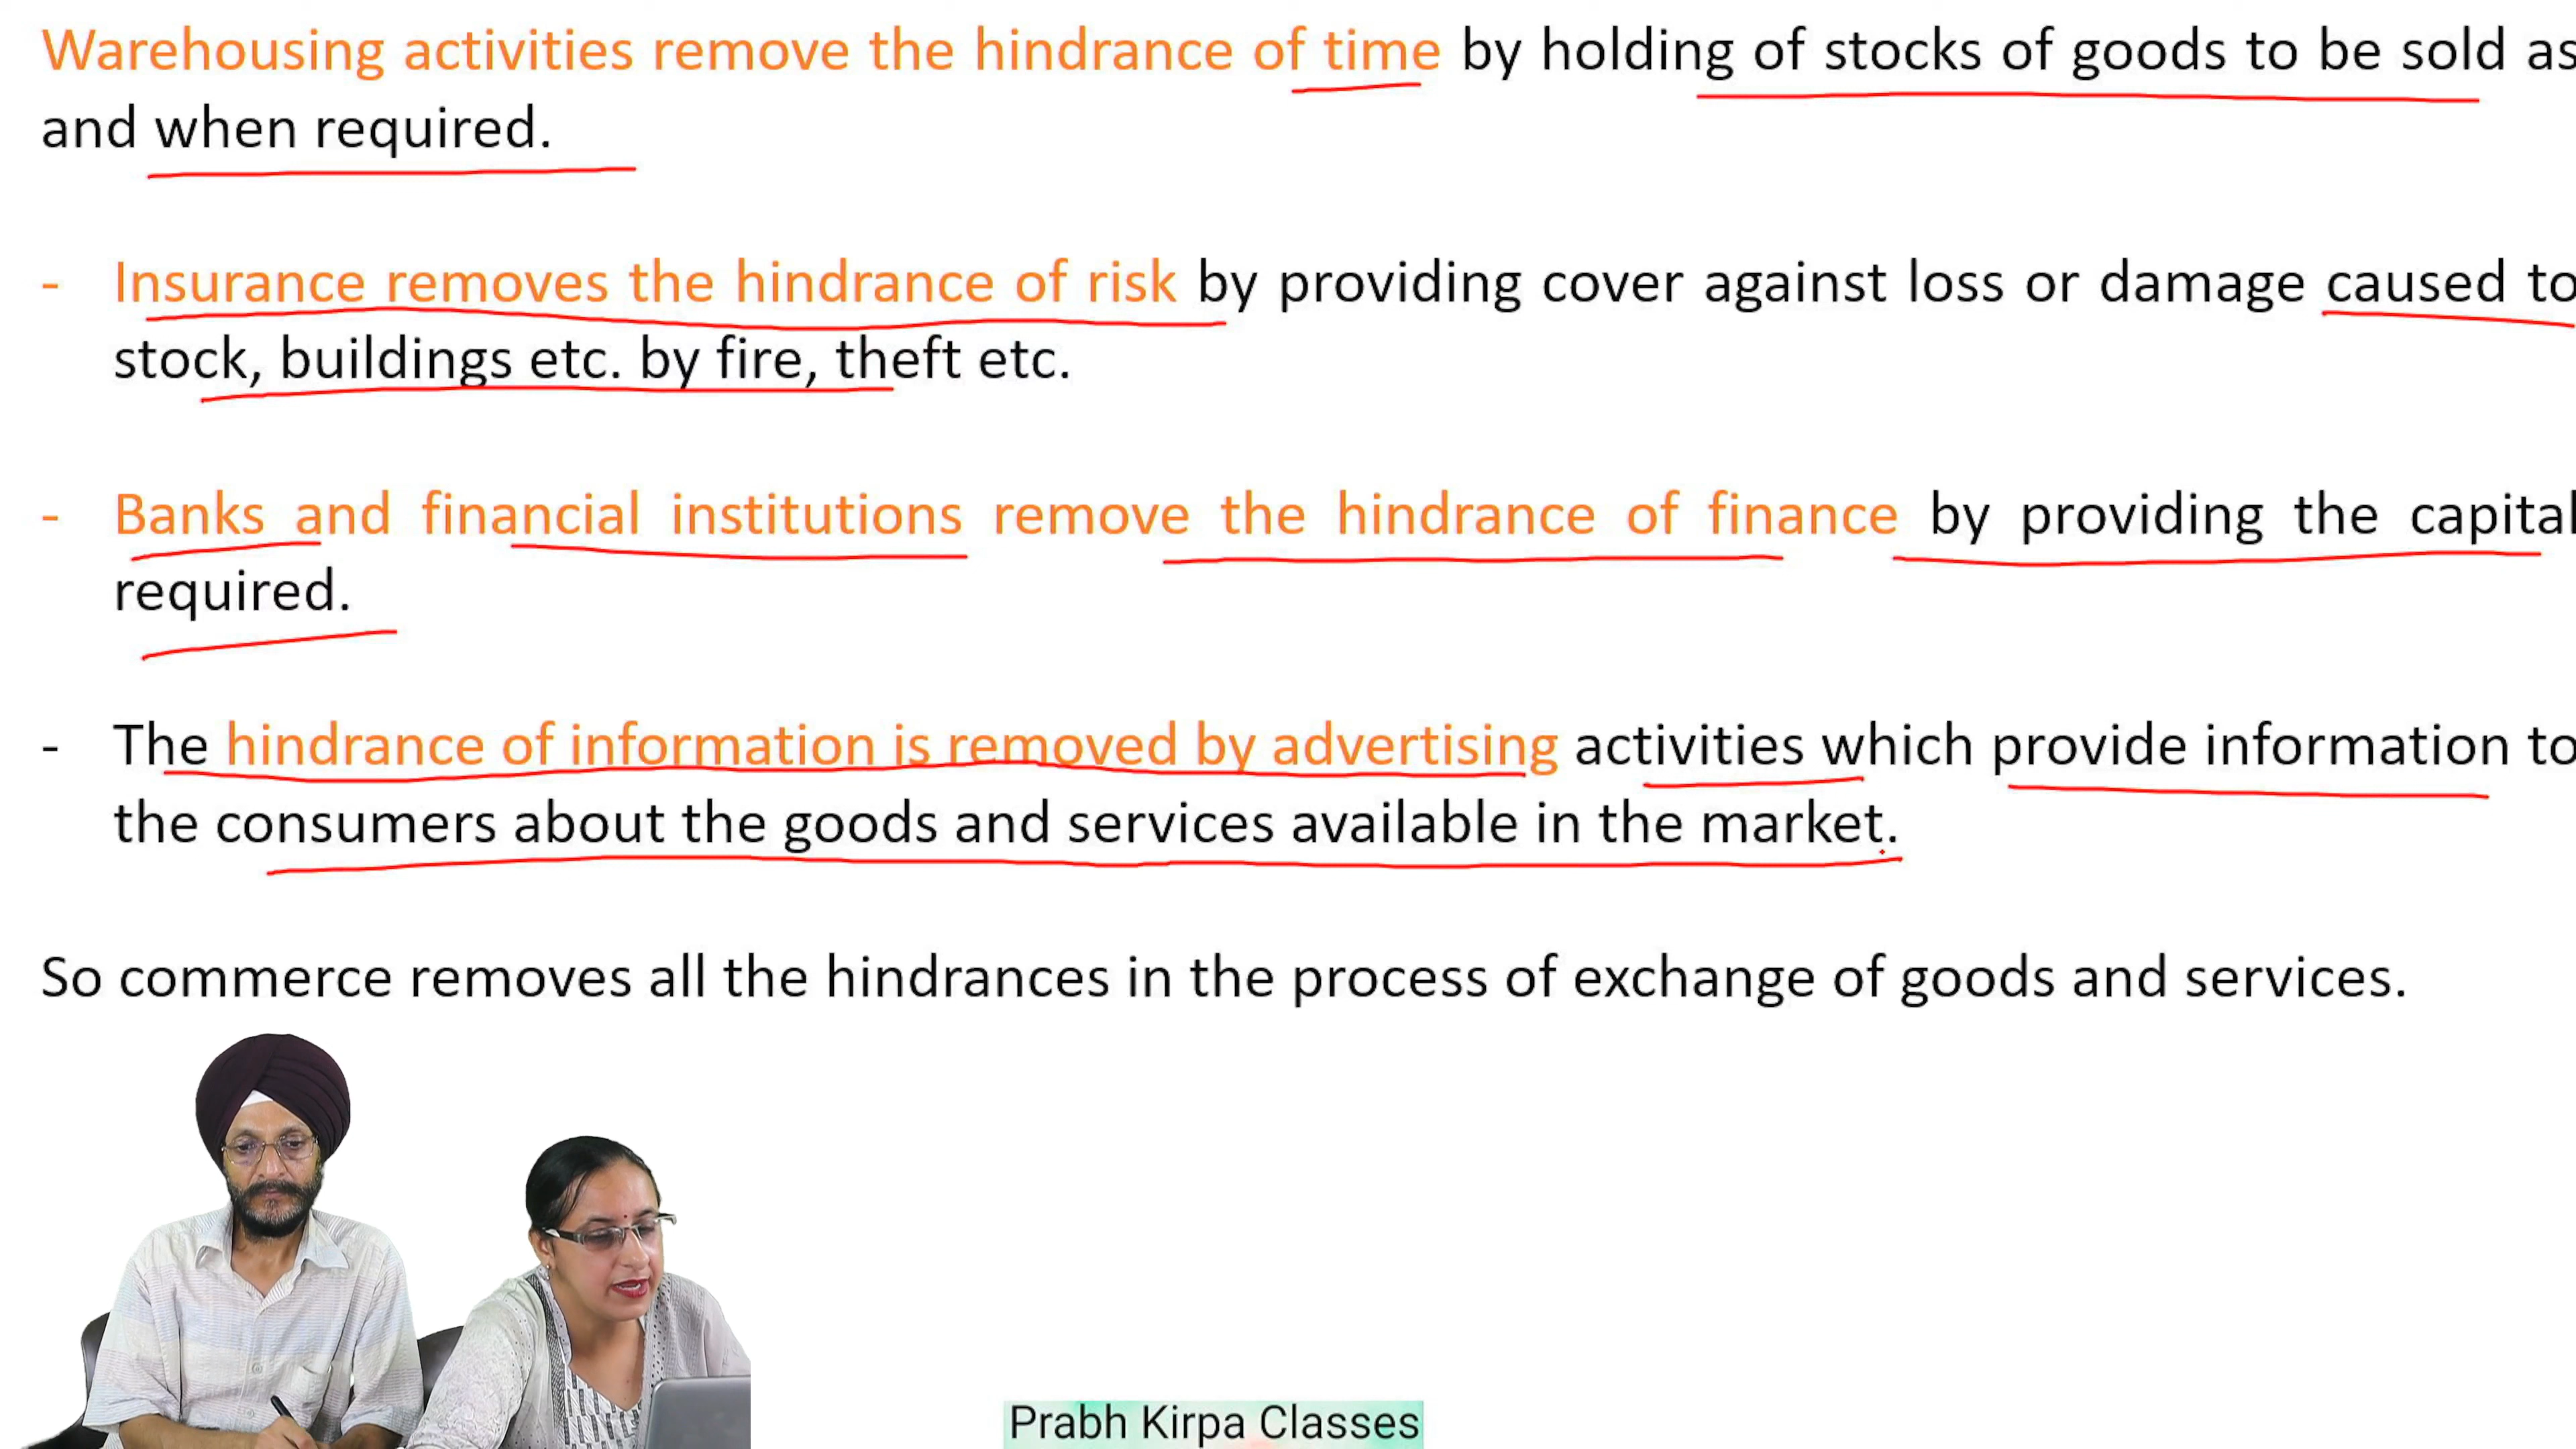 Warehousing activities remove the hindrance of time by holding of stocks of goods to be sold as
and when required.
- Insurance removes the hindrance of risk by providing cover against loss or damage caused to
stock, buildings etc. by fire, theft etc.
- Banks and financial institutions remove the hindrance of finance by providing the capital
required.
- The hindrance of information is removed by advertising activities which provide information to
the consumers about the goods and services available in the market.
So commerce removes all the hindrances in the process of exchange of goods and services.
Prabh Kirpa Classes